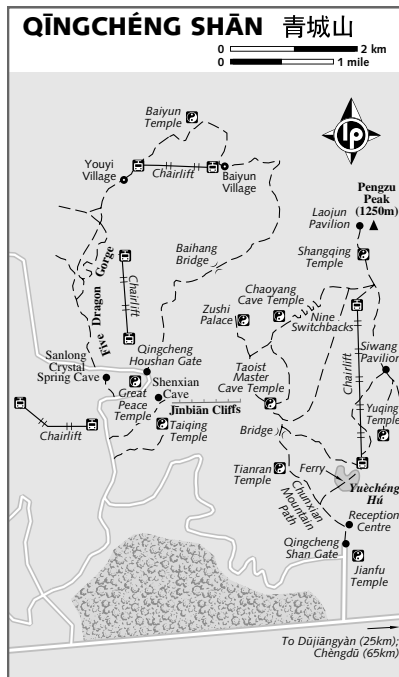 QĪNGCHÉNG SHĀN 青城山
0 2 km
0 1 mile
lp
Baiyun
Temple
Youyi
Village
Chairlift
Baiyun
Village
Pengzu
Peak
(1250m)
Laojun
Pavilion
Shangqing
Temple
Baihang
Bridge
Five Dragon Gorge
Chairlift
Chaoyang
Cave Temple
Zushi
Palace
Nine
Switchbacks
Siwang
Pavilion
Chairlift
Qingcheng
Houshan Gate
Sanlong
Crystal
Spring Cave
Shenxian
Cave
Great
Peace
Temple
Jīnbiān Cliffs
Taoist
Master
Cave Temple
Yuqing
Temple
Chairlift
Taiqing
Temple
Bridge
Tianran
Temple
Ferry
Yuèchéng
Hú
Chunxian
Mountain
Path
Reception
Centre
Qingcheng
Shan Gate
Jianfu
Temple
To Dūjiāngyàn (25km);
Chéngdū (65km)